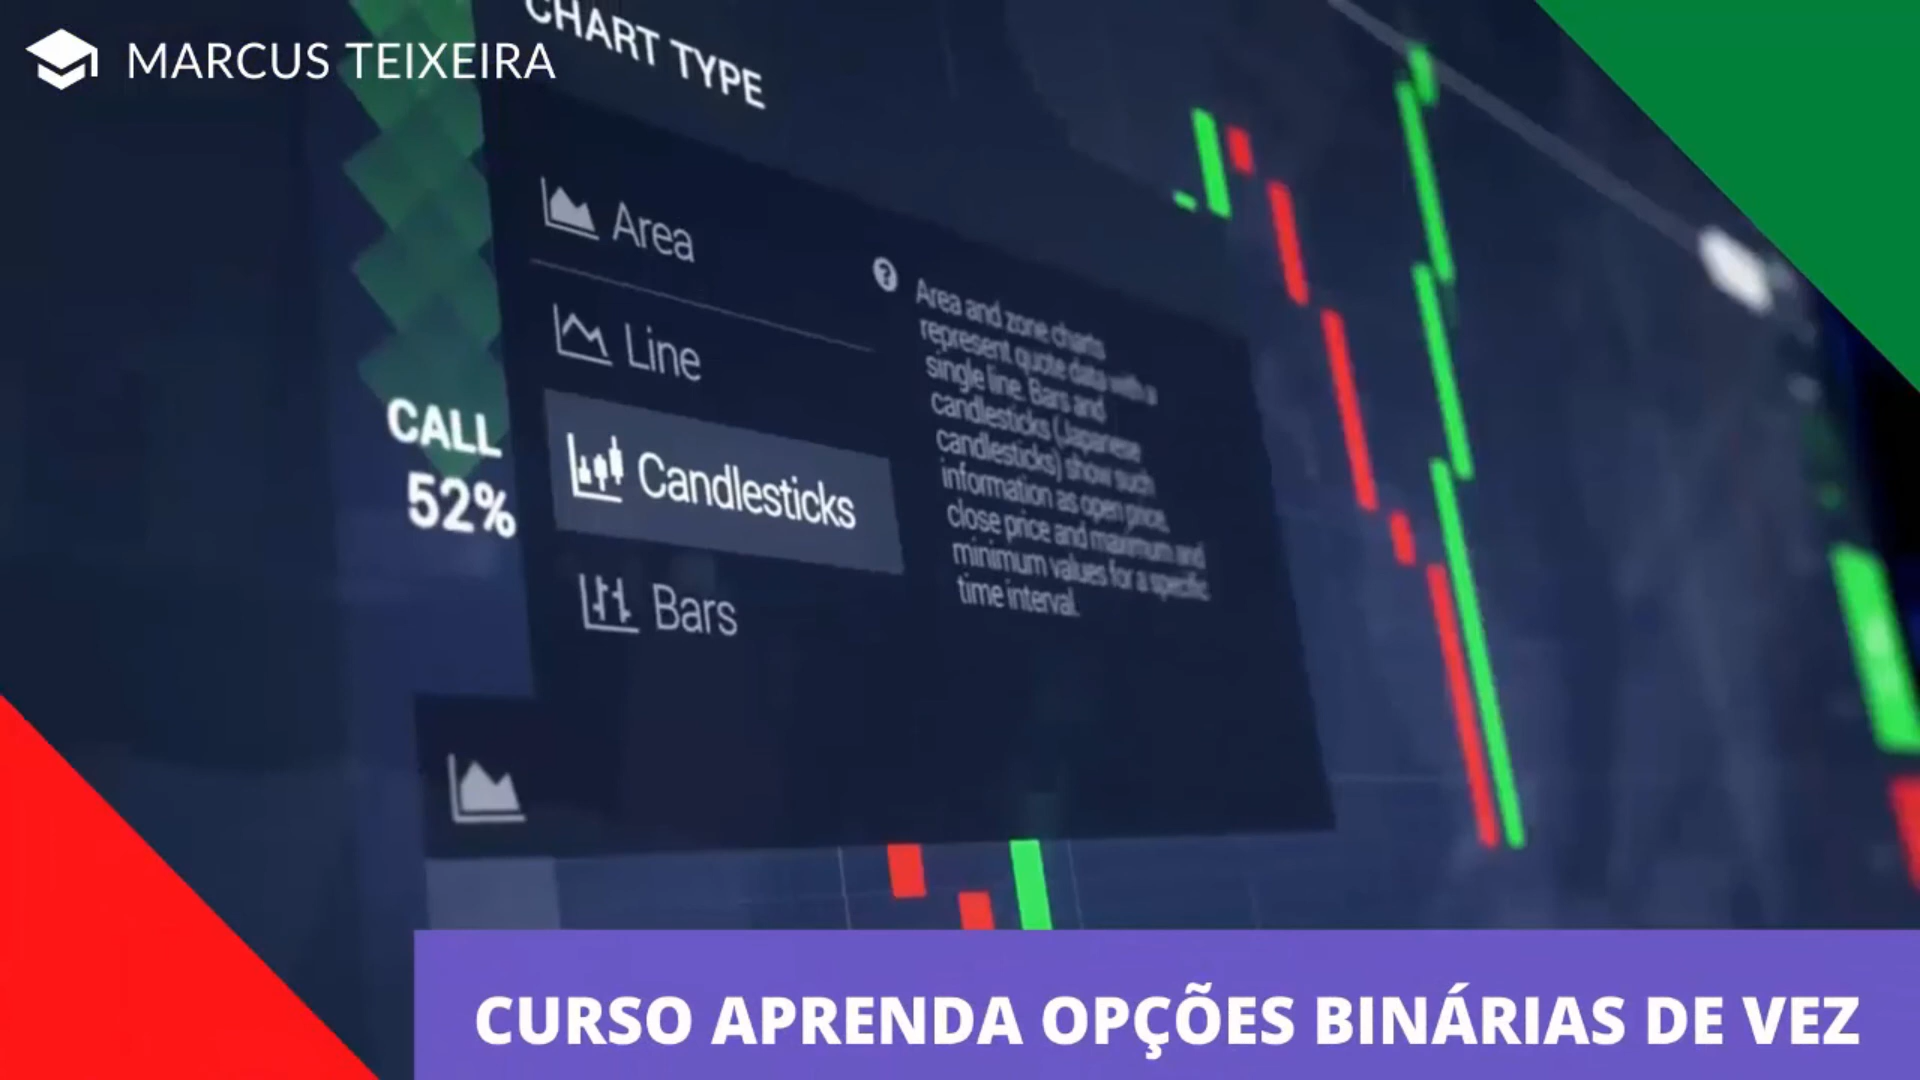 MARCUS TEIXEIRA
CHART TYPE
Area
Line
Candlesticks
Bars
Area and zone charts
represent quote data with a
single line. Bars and
candlesticks (Japanese
candlesticks) show such
information as open price,
close price and maximum and
minimum values for a specific
time interval.
CALL
52%
CURSO APRENDA OPÇÕES BINÁRIAS DE VEZ